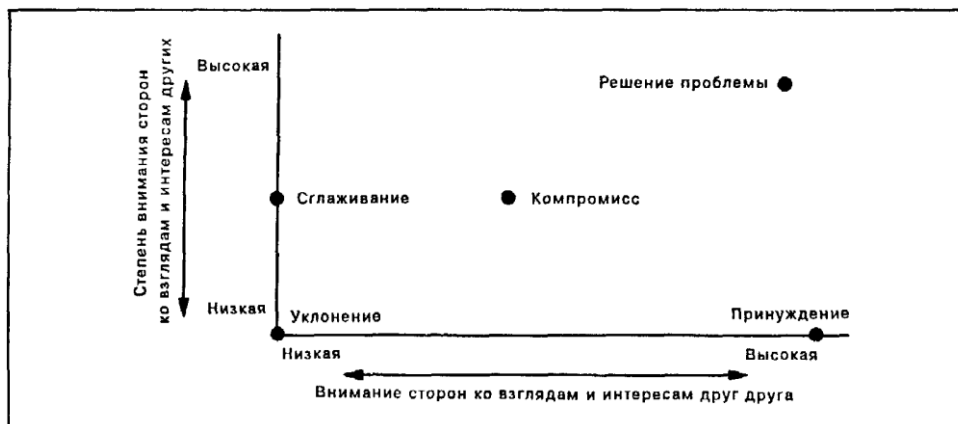 Степень внимания сторон
ко взглядам и интересам других
Высокая
Решение проблемы
Сглаживание
Компромисс
Низкая
Уклонение
Принуждение
Низкая
Высокая
Внимание сторон ко взглядам и интересам друг друга